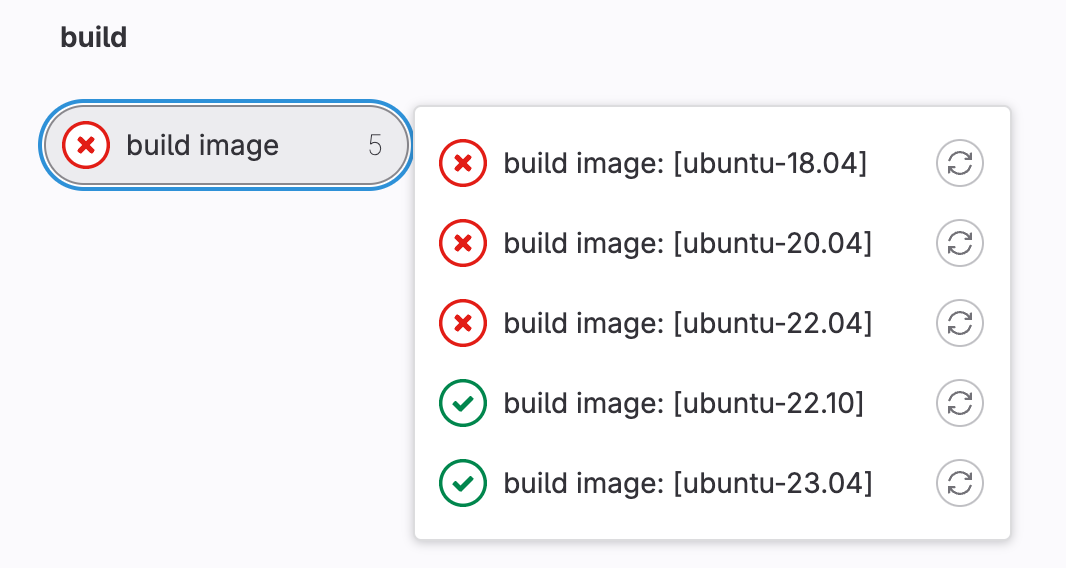 build
build image 5
build image: [ubuntu-18.04]
build image: [ubuntu-20.04]
build image: [ubuntu-22.04]
build image: [ubuntu-22.10]
build image: [ubuntu-23.04]